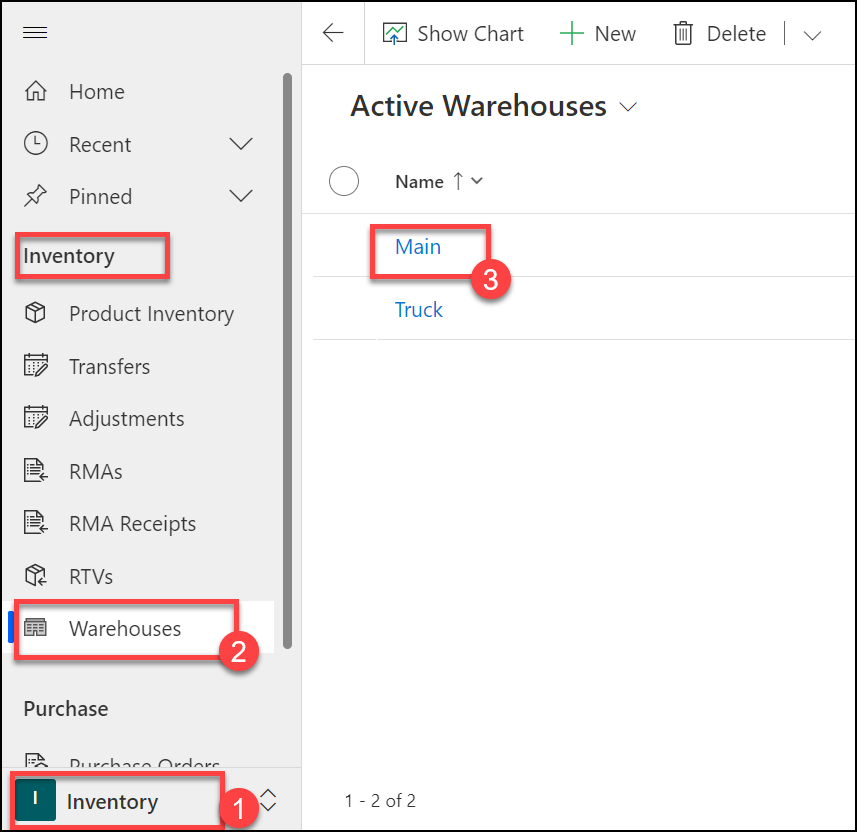 Home
Recent
Pinned
Inventory
Product Inventory
Transfers
Adjustments
RMAs
RMA Receipts
RTVs
Warehouses
2
Purchase
Purchase Orders
I Inventory
1
Show Chart
New
Delete
Active Warehouses
Name
Main
3
Truck
1 - 2 of 2